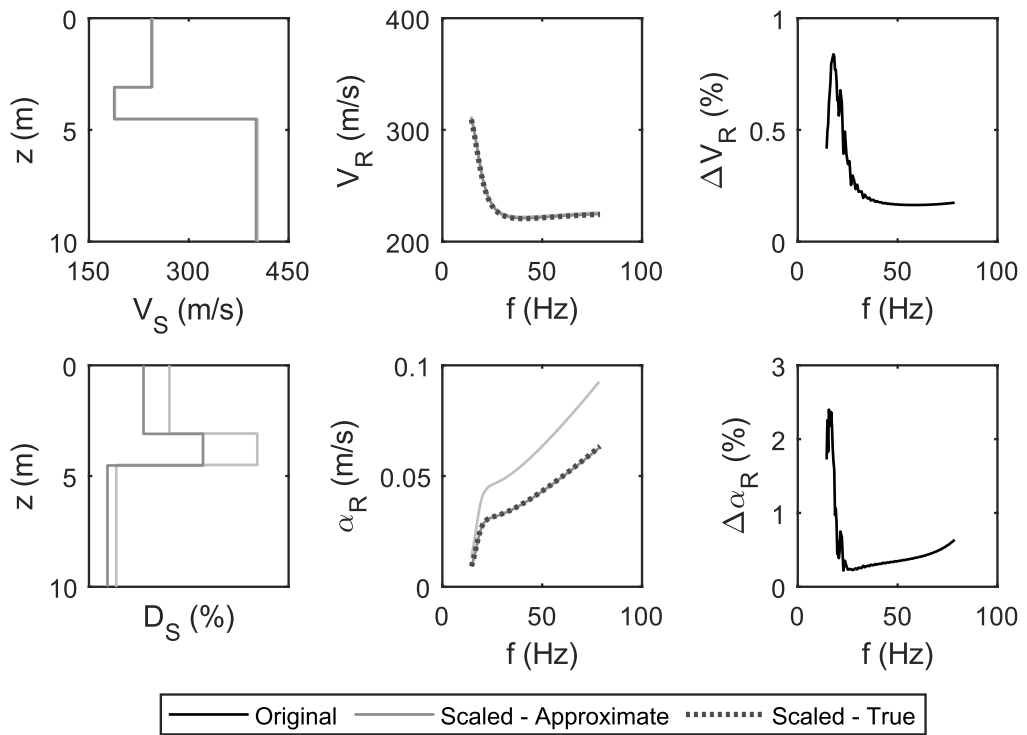 0
5
10
z (m)
150 300 450
V_S (m/s)
400
300
200
V_R (m/s)
0 50 100
f (Hz)
1
0.5
0
ΔV_R (%)
0 50 100
f (Hz)
0
5
10
z (m)
D_S (%)
0.1
0.05
0
α_R (m/s)
0 50 100
f (Hz)
3
2
1
0
Δα_R (%)
0 50 100
f (Hz)
Original Scaled - Approximate Scaled - True